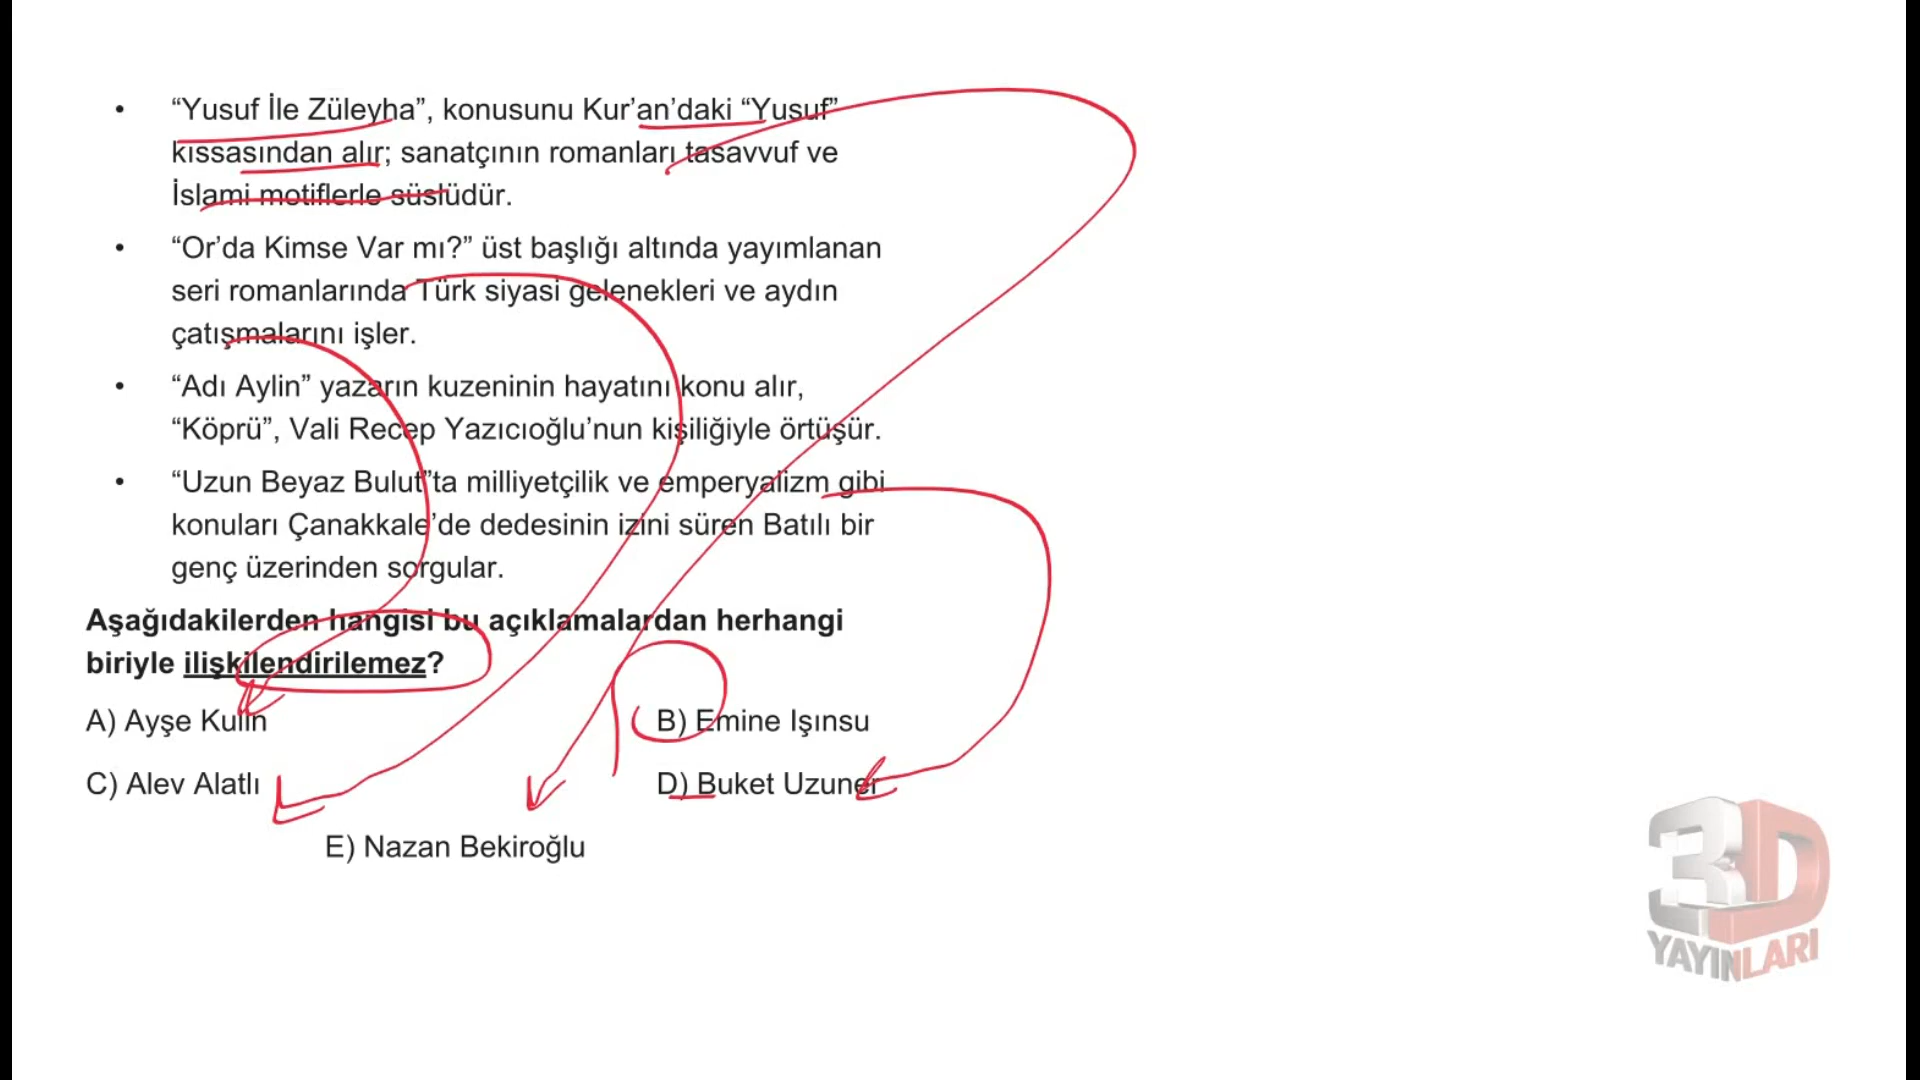 • “Yusuf İle Züleyha”, konusunu Kur’an’daki “Yusuf”
kıssasından alır; sanatçının romanları tasavvuf ve
İslami motiflerle süslüdür.
• “Or’da Kimse Var mı?” üst başlığı altında yayımlanan
seri romanlarında Türk siyasi gelenekleri ve aydın
çatışmalarını işler.
• “Adı Aylin” yazarın kuzeninin hayatını konu alır,
“Köprü”, Vali Recep Yazıcıoğlu’nun kişiliğiyle örtüşür.
• “Uzun Beyaz Bulut”ta milliyetçilik ve emperyalizm gibi
konuları Çanakkale’de dedesinin izini süren Batılı bir
genç üzerinden sorgular.
Aşağıdakilerden hangisi bu açıklamalardan herhangi
biriyle ilişkilendirilemez?
A) Ayşe Kulin B) Emine Işınsu
C) Alev Alatlı D) Buket Uzuner
E) Nazan Bekiroğlu
3D
YAYINLARI